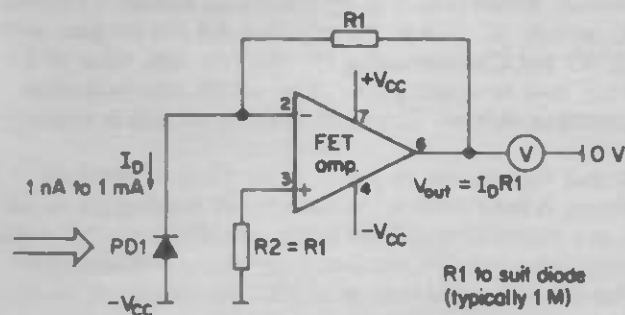 R1
+VCC
2
-
7
FET
amp.
6
V
0 V
ID
1 nA to 1 mA
3
+
4
Vout = IDR1
-VCC
PD1
R2 = R1
-VCC
R1 to suit diode
(typically 1 M)